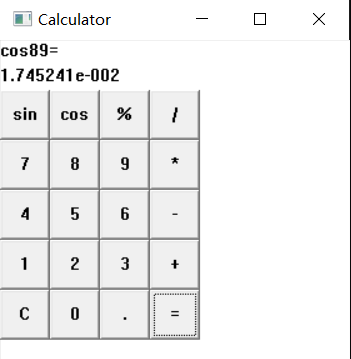 Calculator
cos89=
1.745241e-002
sin cos % /
7 8 9 *
4 5 6 -
1 2 3 +
C 0 . =